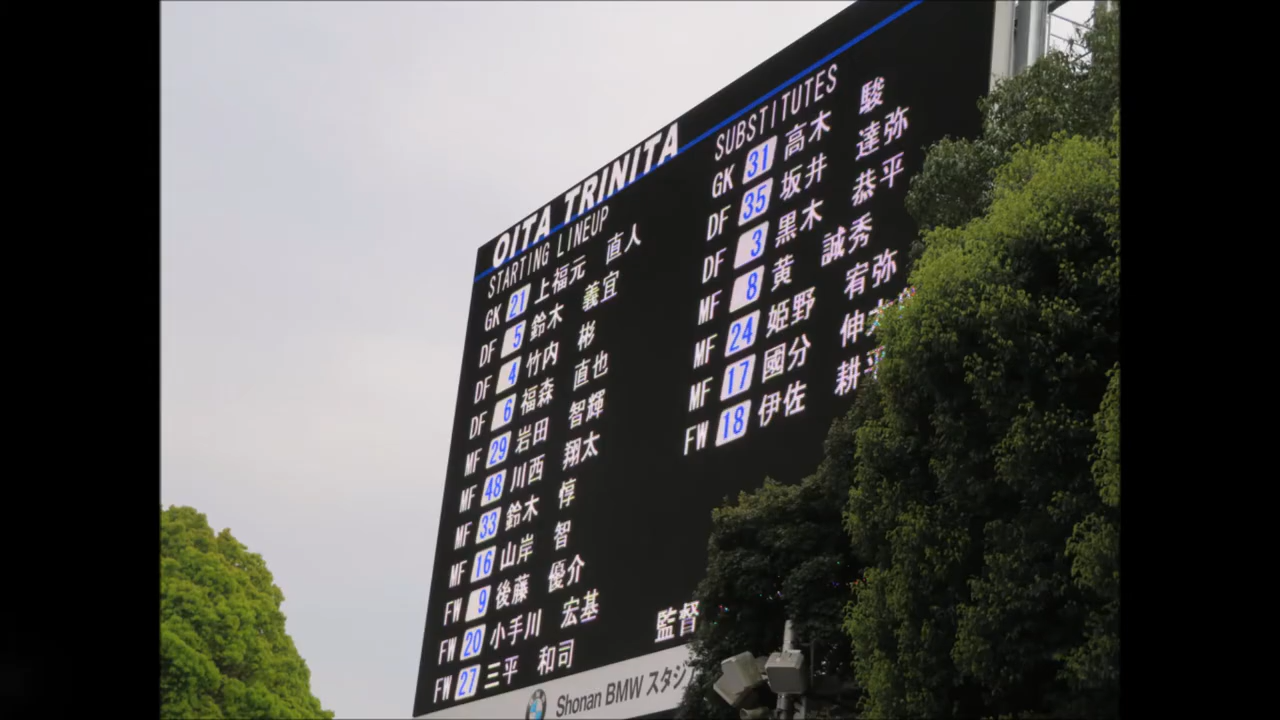 OITA TRINITA
STARTING LINEUP
GK 21 上福元 直人
DF 5 鈴木 義宜
DF 4 竹内 彬
DF 6 福森 直也
MF 29 岩田 智輝
MF 48 川西 翔太
MF 33 鈴木 惇
MF 16 山岸 智
FW 9 後藤 優介
FW 20 小手川 宏基
FW 27 三平 和司
SUBSTITUTES
GK 31 高木 駿
DF 35 坂井 達弥
DF 3 黒木 恭平
MF 8 黄 誠秀
MF 24 姫野 宥弥
MF 17 國分 伸
FW 18 伊佐 耕平
監督
Shonan BMW スタジ